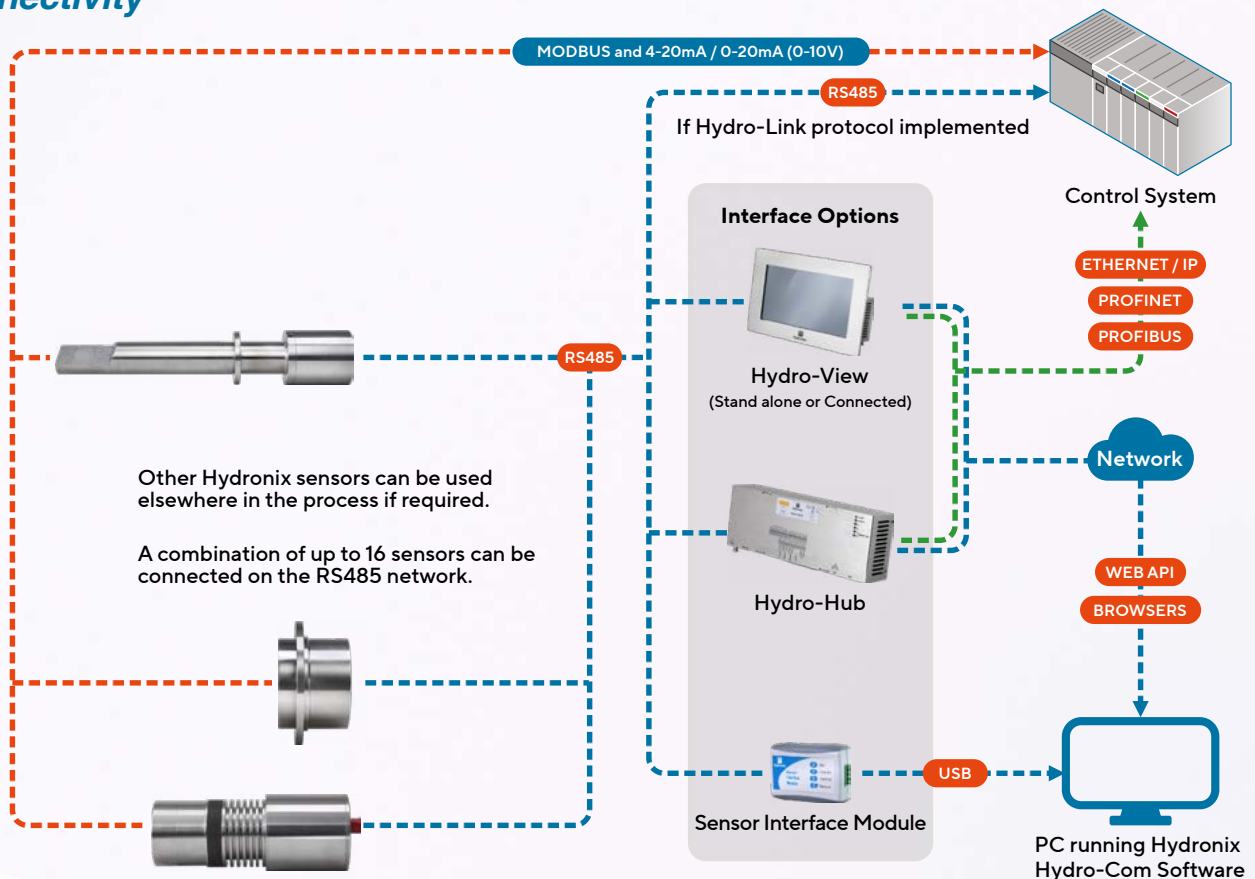 nectivity
MODBUS and 4-20mA / 0-20mA (0-10V)
RS485
If Hydro-Link protocol implemented
Control System
Interface Options
ETHERNET / IP
PROFINET
PROFIBUS
RS485
Hydro-View
(Stand alone or Connected)
Network
Other Hydronix sensors can be used
elsewhere in the process if required.
A combination of up to 16 sensors can be
connected on the RS485 network.
Hydro-Hub
WEB API
BROWSERS
USB
Sensor Interface Module
PC running Hydronix
Hydro-Com Software